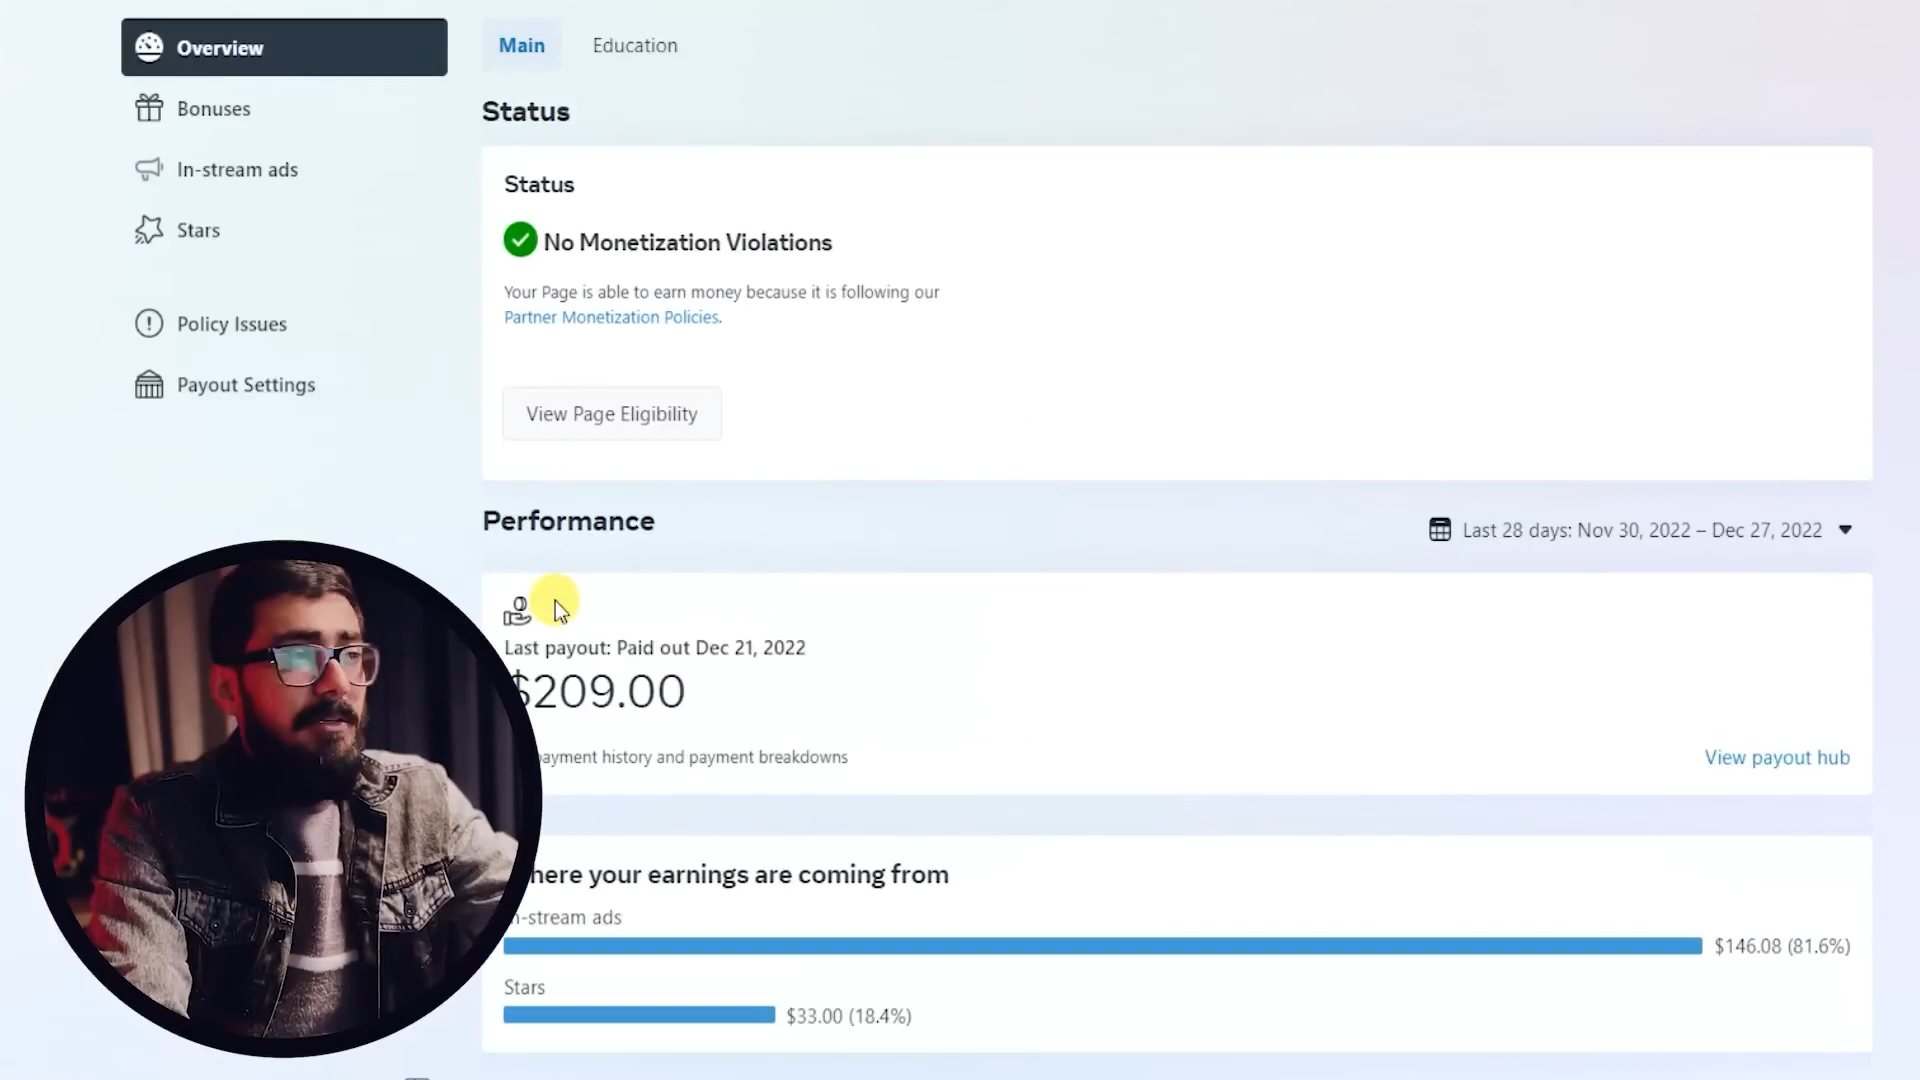 Overview
Bonuses
In-stream ads
Stars
Policy Issues
Payout Settings
Main
Education
Status
Status
No Monetization Violations
Your Page is able to earn money because it is following our
Partner Monetization Policies.
View Page Eligibility
Performance
Last 28 days: Nov 30, 2022 – Dec 27, 2022
Last payout: Paid out Dec 21, 2022
$209.00
payment history and payment breakdowns
View payout hub
here your earnings are coming from
n-stream ads
$146.08 (81.6%)
Stars
$33.00 (18.4%)